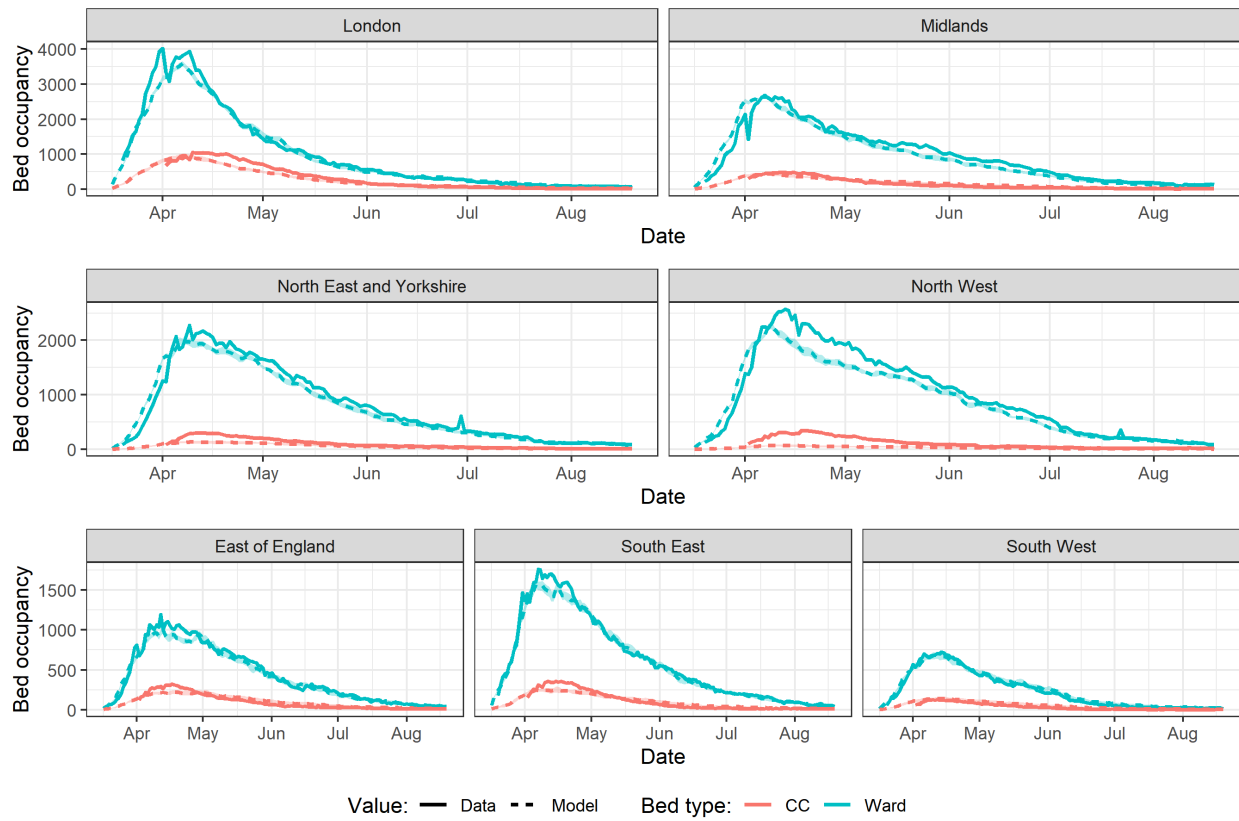 London Midlands
Bed occupancy
4000
3000
2000
1000
0
Apr May Jun Jul Aug Apr May Jun Jul Aug
Date Date
North East and Yorkshire North West
Bed occupancy
2000
1000
0
Apr May Jun Jul Aug Apr May Jun Jul Aug
Date Date
East of England South East South West
Bed occupancy
1500
1000
500
0
Apr May Jun Jul Aug Apr May Jun Jul Aug Apr May Jun Jul Aug
Date
Value: Data Model Bed type: CC Ward